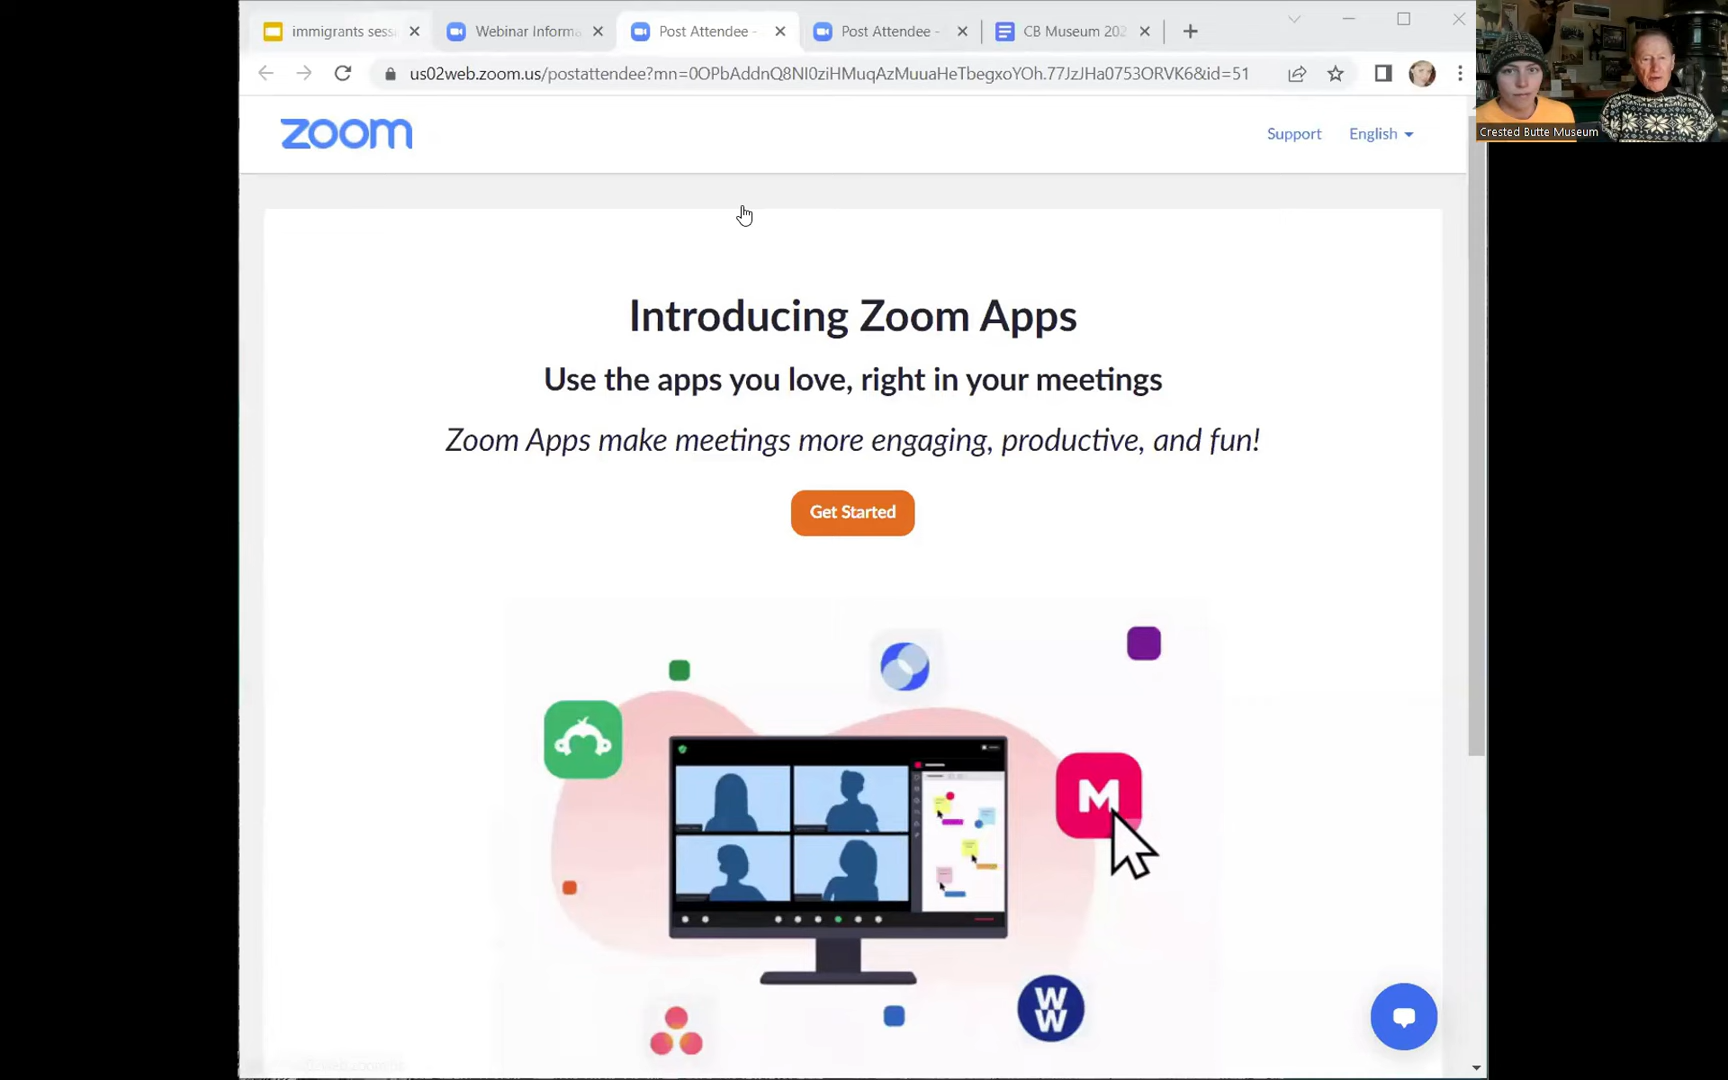 immigrants sess
Webinar Informa
Post Attendee -
Post Attendee -
CB Museum 202
us02web.zoom.us/postattendee?mn=0OPbAddnQ8NI0ziHMuqAzMuuaHeTbegxoYOh.77JzJHa0753ORVK6&id=51
zoom
Support
English
Crested Butte Museum
Introducing Zoom Apps
Use the apps you love, right in your meetings
Zoom Apps make meetings more engaging, productive, and fun!
Get Started
M
W
W